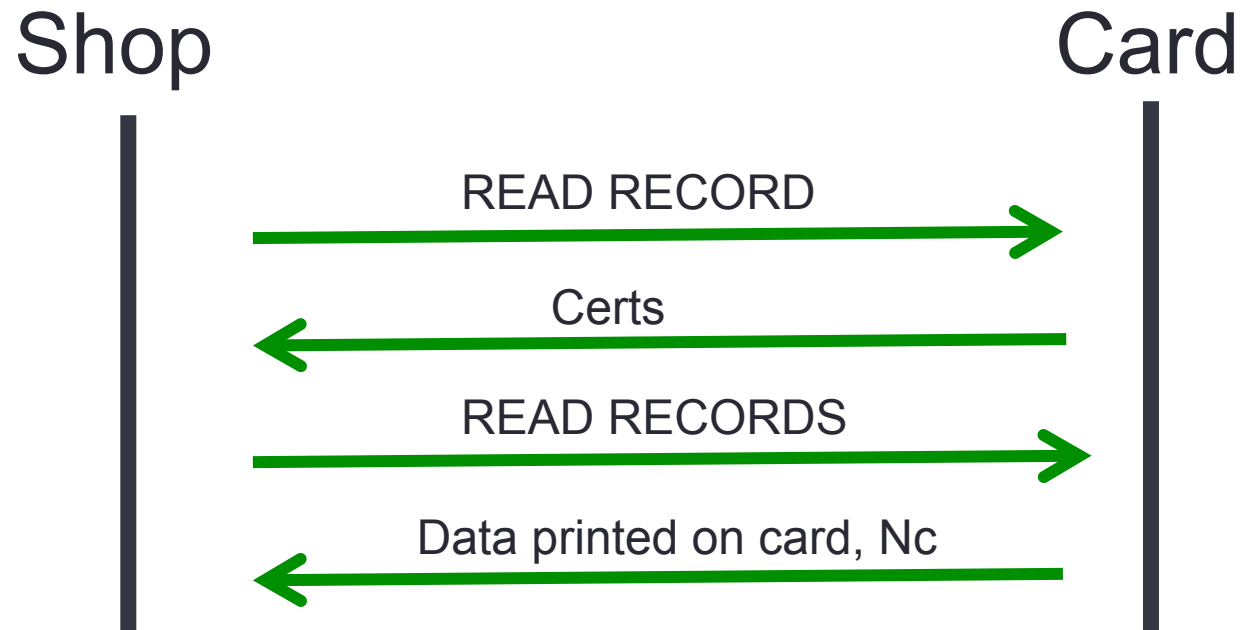 Shop
Card
READ RECORD
Certs
READ RECORDS
Data printed on card, Nc